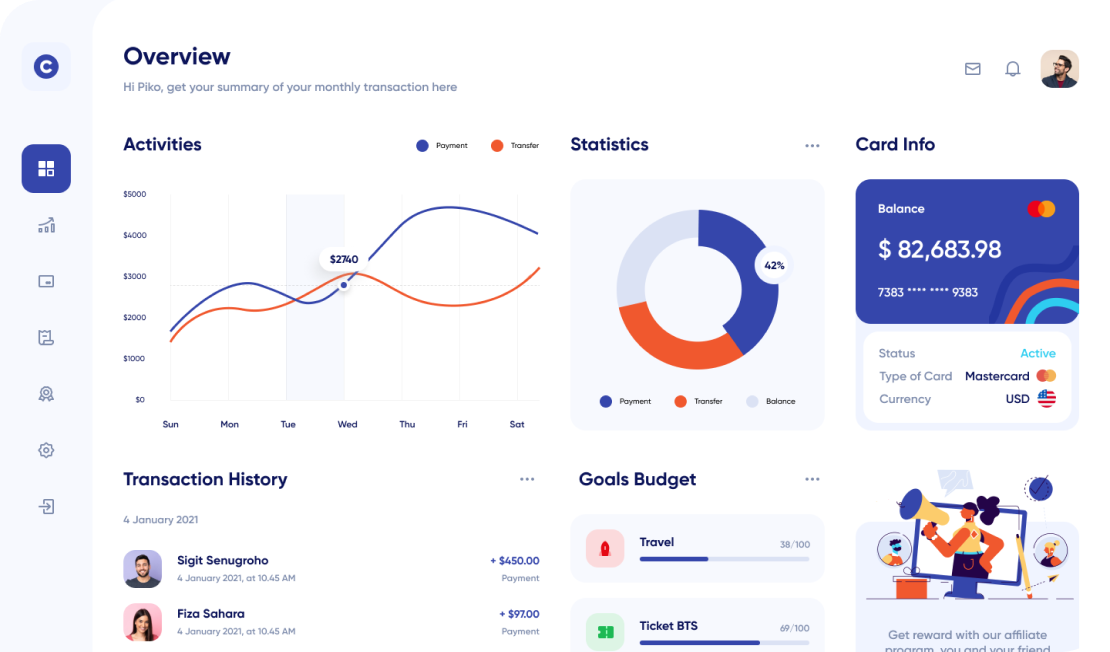 C
Overview
Hi Piko, get your summary of your monthly transaction here
Activities
Payment
Transfer
$5000
$4000
$3000
$2000
$1000
$0
$2740
Sun
Mon
Tue
Wed
Thu
Fri
Sat
Statistics
42%
Payment
Transfer
Balance
Card Info
Balance
$ 82,683.98
7383 **** **** 9383
Status
Active
Type of Card
Mastercard
Currency
USD
Transaction History
4 January 2021
Sigit Senugroho
+ $450.00
4 January 2021, at 10.45 AM
Payment
Fiza Sahara
+ $97.00
4 January 2021, at 10.45 AM
Payment
Goals Budget
Travel
38/100
Ticket BTS
69/100
Get reward with our affiliate
program, you and your friend